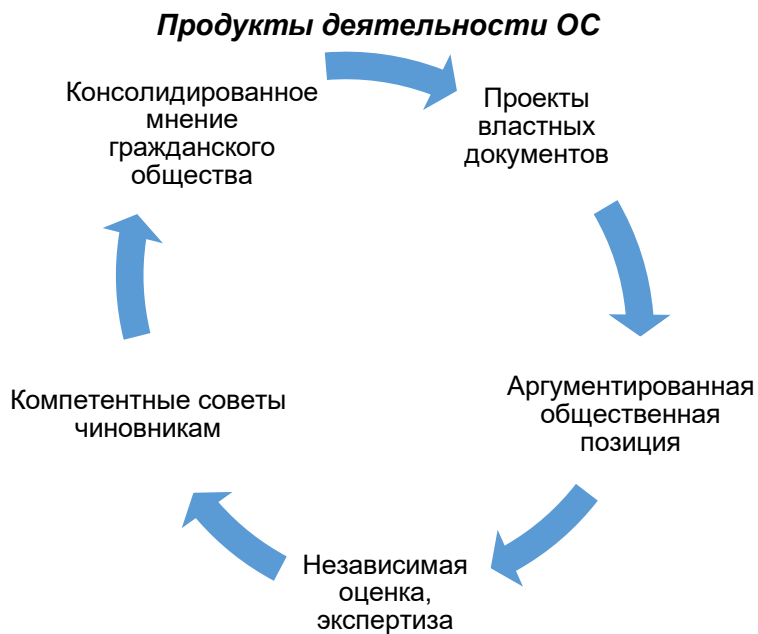 Продукты деятельности ОС
Консолидированное
мнение
гражданского
общества
Проекты
властных
документов
Аргументированная
общественная
позиция
Независимая
оценка,
экспертиза
Компетентные советы
чиновникам